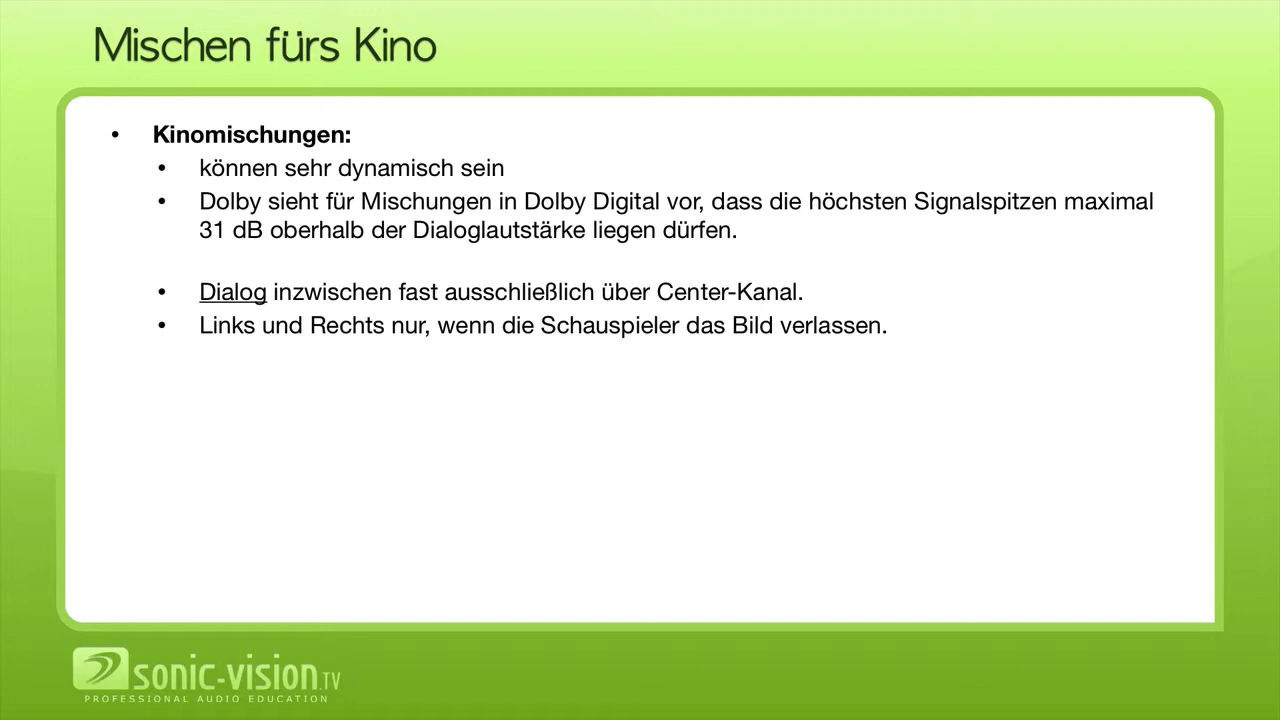 Mischen fürs Kino
• Kinomischungen:
• können sehr dynamisch sein
• Dolby sieht für Mischungen in Dolby Digital vor, dass die höchsten Signalspitzen maximal
31 dB oberhalb der Dialoglautstärke liegen dürfen.
• Dialog inzwischen fast ausschließlich über Center-Kanal.
• Links und Rechts nur, wenn die Schauspieler das Bild verlassen.
sonic-vision.TV
PROFESSIONAL AUDIO EDUCATION